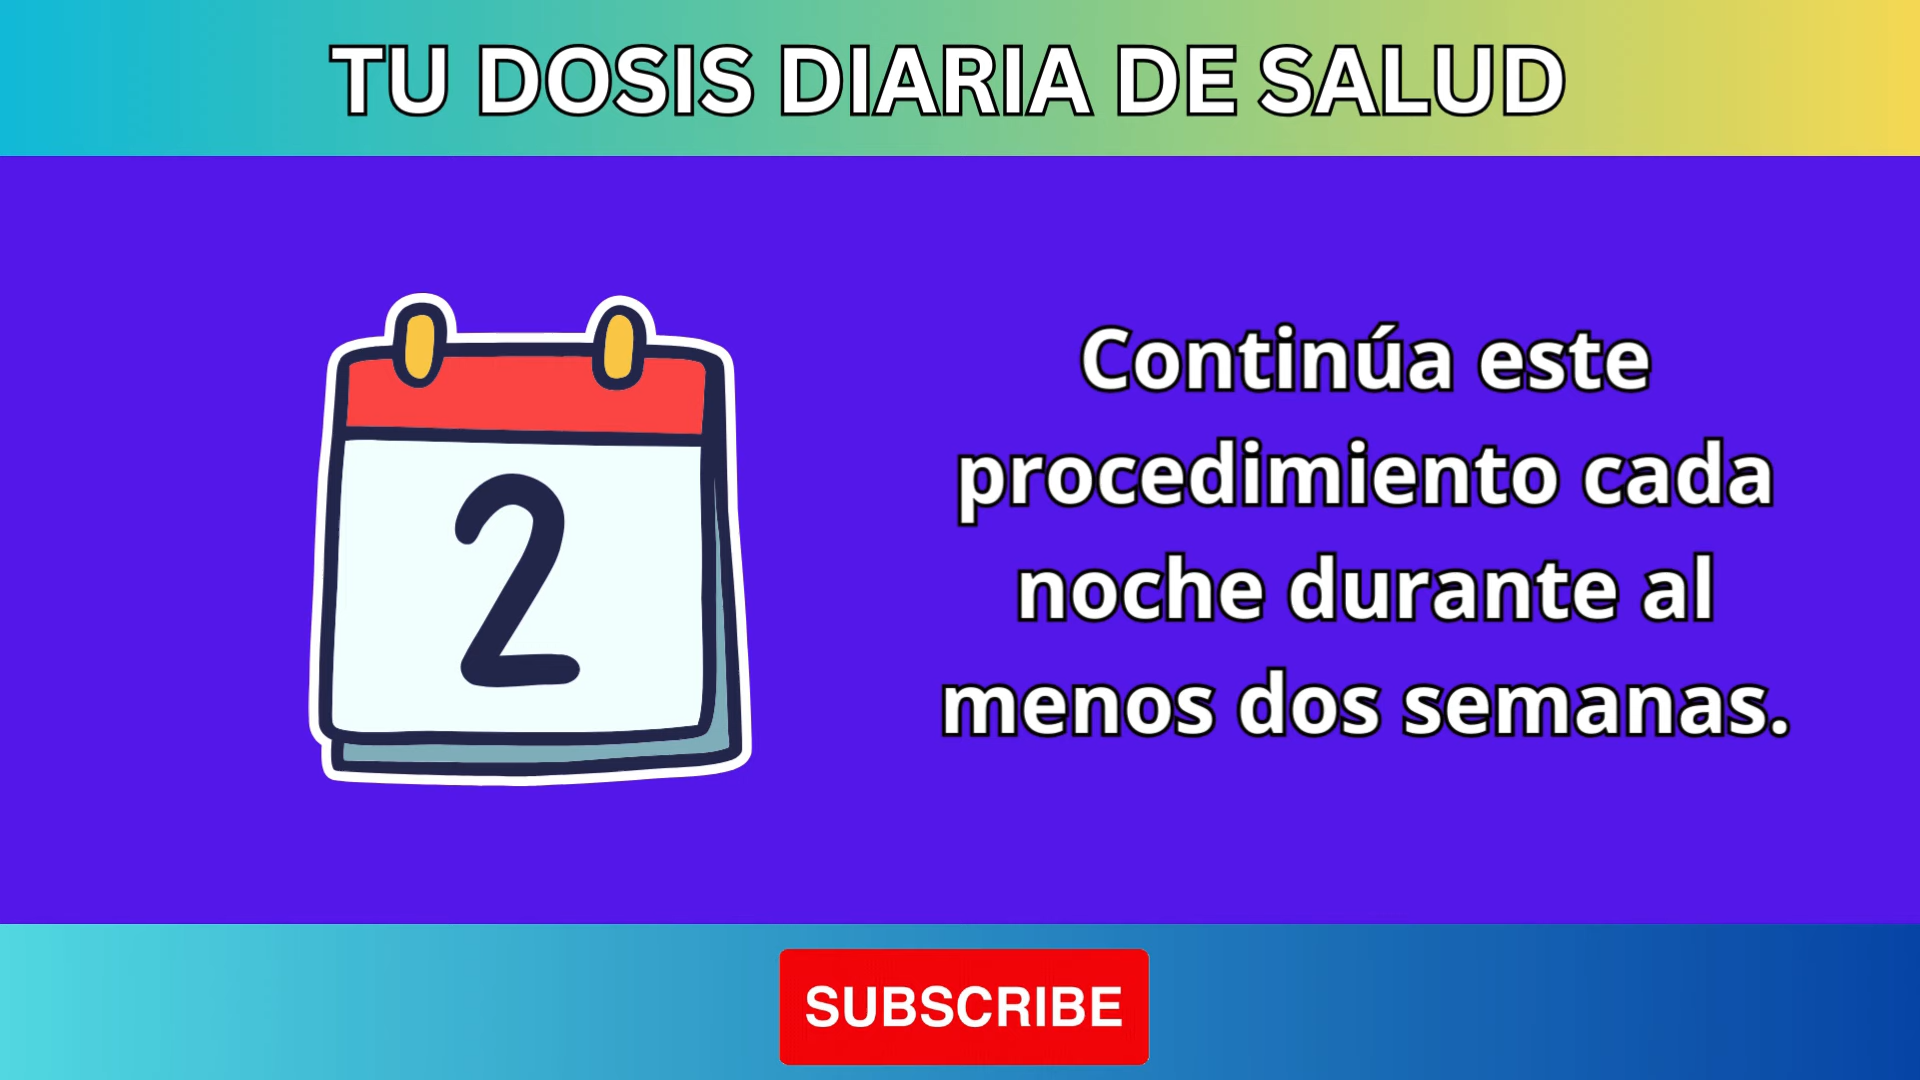 TU DOSIS DIARIA DE SALUD
2
Continúa este
procedimiento cada
noche durante al
menos dos semanas.
SUBSCRIBE